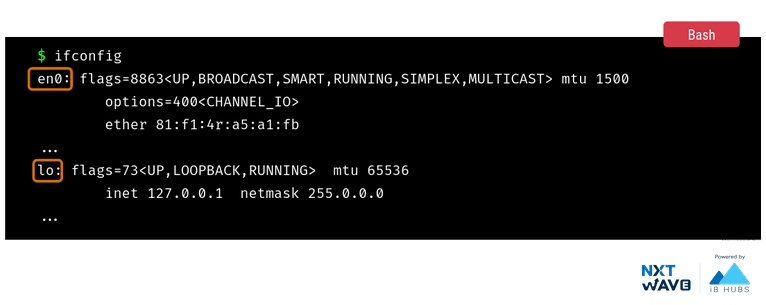 Bash
$ ifconfig
en0: flags=8863<UP,BROADCAST,SMART,RUNNING,SIMPLEX,MULTICAST> mtu 1500
options=400<CHANNEL_IO>
ether 81:f1:4r:a5:a1:fb
...
lo: flags=73<UP,LOOPBACK,RUNNING> mtu 65536
inet 127.0.0.1 netmask 255.0.0.0
...
Powered by
NXT
WAVE
iB HUBS